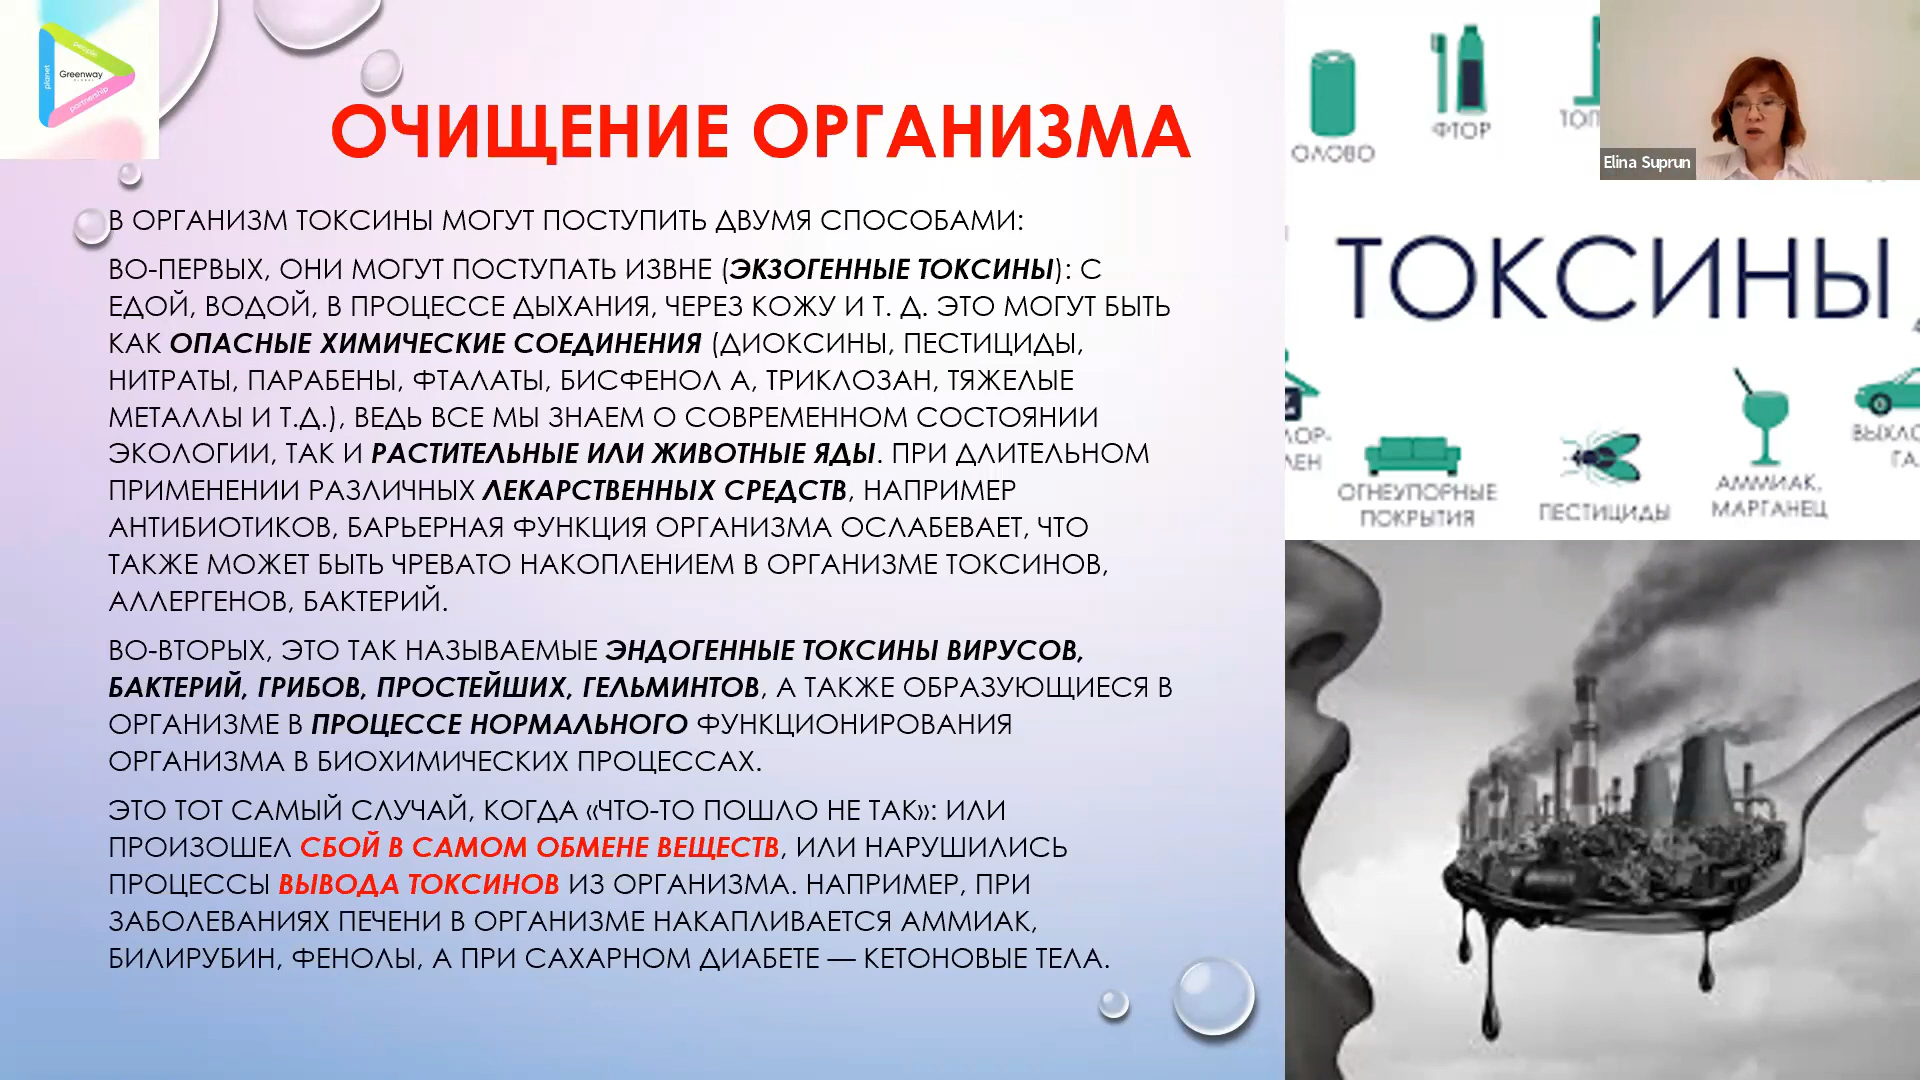 people
planet
Greenway
GLOBAL
partnership
ОЧИЩЕНИЕ ОРГАНИЗМА
В ОРГАНИЗМ ТОКСИНЫ МОГУТ ПОСТУПИТЬ ДВУМЯ СПОСОБАМИ:
ВО-ПЕРВЫХ, ОНИ МОГУТ ПОСТУПАТЬ ИЗВНЕ (ЭКЗОГЕННЫЕ ТОКСИНЫ): С
ЕДОЙ, ВОДОЙ, В ПРОЦЕССЕ ДЫХАНИЯ, ЧЕРЕЗ КОЖУ И Т. Д. ЭТО МОГУТ БЫТЬ
КАК ОПАСНЫЕ ХИМИЧЕСКИЕ СОЕДИНЕНИЯ (ДИОКСИНЫ, ПЕСТИЦИДЫ,
НИТРАТЫ, ПАРАБЕНЫ, ФТАЛАТЫ, БИСФЕНОЛ А, ТРИКЛОЗАН, ТЯЖЕЛЫЕ
МЕТАЛЛЫ И Т.Д.), ВЕДЬ ВСЕ МЫ ЗНАЕМ О СОВРЕМЕННОМ СОСТОЯНИИ
ЭКОЛОГИИ, ТАК И РАСТИТЕЛЬНЫЕ ИЛИ ЖИВОТНЫЕ ЯДЫ. ПРИ ДЛИТЕЛЬНОМ
ПРИМЕНЕНИИ РАЗЛИЧНЫХ ЛЕКАРСТВЕННЫХ СРЕДСТВ, НАПРИМЕР
АНТИБИОТИКОВ, БАРЬЕРНАЯ ФУНКЦИЯ ОРГАНИЗМА ОСЛАБЕВАЕТ, ЧТО
ТАКЖЕ МОЖЕТ БЫТЬ ЧРЕВАТО НАКОПЛЕНИЕМ В ОРГАНИЗМЕ ТОКСИНОВ,
АЛЛЕРГЕНОВ, БАКТЕРИЙ.
ВО-ВТОРЫХ, ЭТО ТАК НАЗЫВАЕМЫЕ ЭНДОГЕННЫЕ ТОКСИНЫ ВИРУСОВ,
БАКТЕРИЙ, ГРИБОВ, ПРОСТЕЙШИХ, ГЕЛЬМИНТОВ, А ТАКЖЕ ОБРАЗУЮЩИЕСЯ В
ОРГАНИЗМЕ В ПРОЦЕССЕ НОРМАЛЬНОГО ФУНКЦИОНИРОВАНИЯ
ОРГАНИЗМА В БИОХИМИЧЕСКИХ ПРОЦЕССАХ.
ЭТО ТОТ САМЫЙ СЛУЧАЙ, КОГДА «ЧТО-ТО ПОШЛО НЕ ТАК»: ИЛИ
ПРОИЗОШЕЛ СБОЙ В САМОМ ОБМЕНЕ ВЕЩЕСТВ, ИЛИ НАРУШИЛИСЬ
ПРОЦЕССЫ ВЫВОДА ТОКСИНОВ ИЗ ОРГАНИЗМА. НАПРИМЕР, ПРИ
ЗАБОЛЕВАНИЯХ ПЕЧЕНИ В ОРГАНИЗМЕ НАКАПЛИВАЕТСЯ АММИАК,
БИЛИРУБИН, ФЕНОЛЫ, А ПРИ САХАРНОМ ДИАБЕТЕ — КЕТОНОВЫЕ ТЕЛА.
ОЛОВО
ФТОР
Elina Suprun
ТОКСИНЫ
ОГНЕУПОРНЫЕ
ПОКРЫТИЯ
ПЕСТИЦИДЫ
АММИАК,
МАРГАНЕЦ